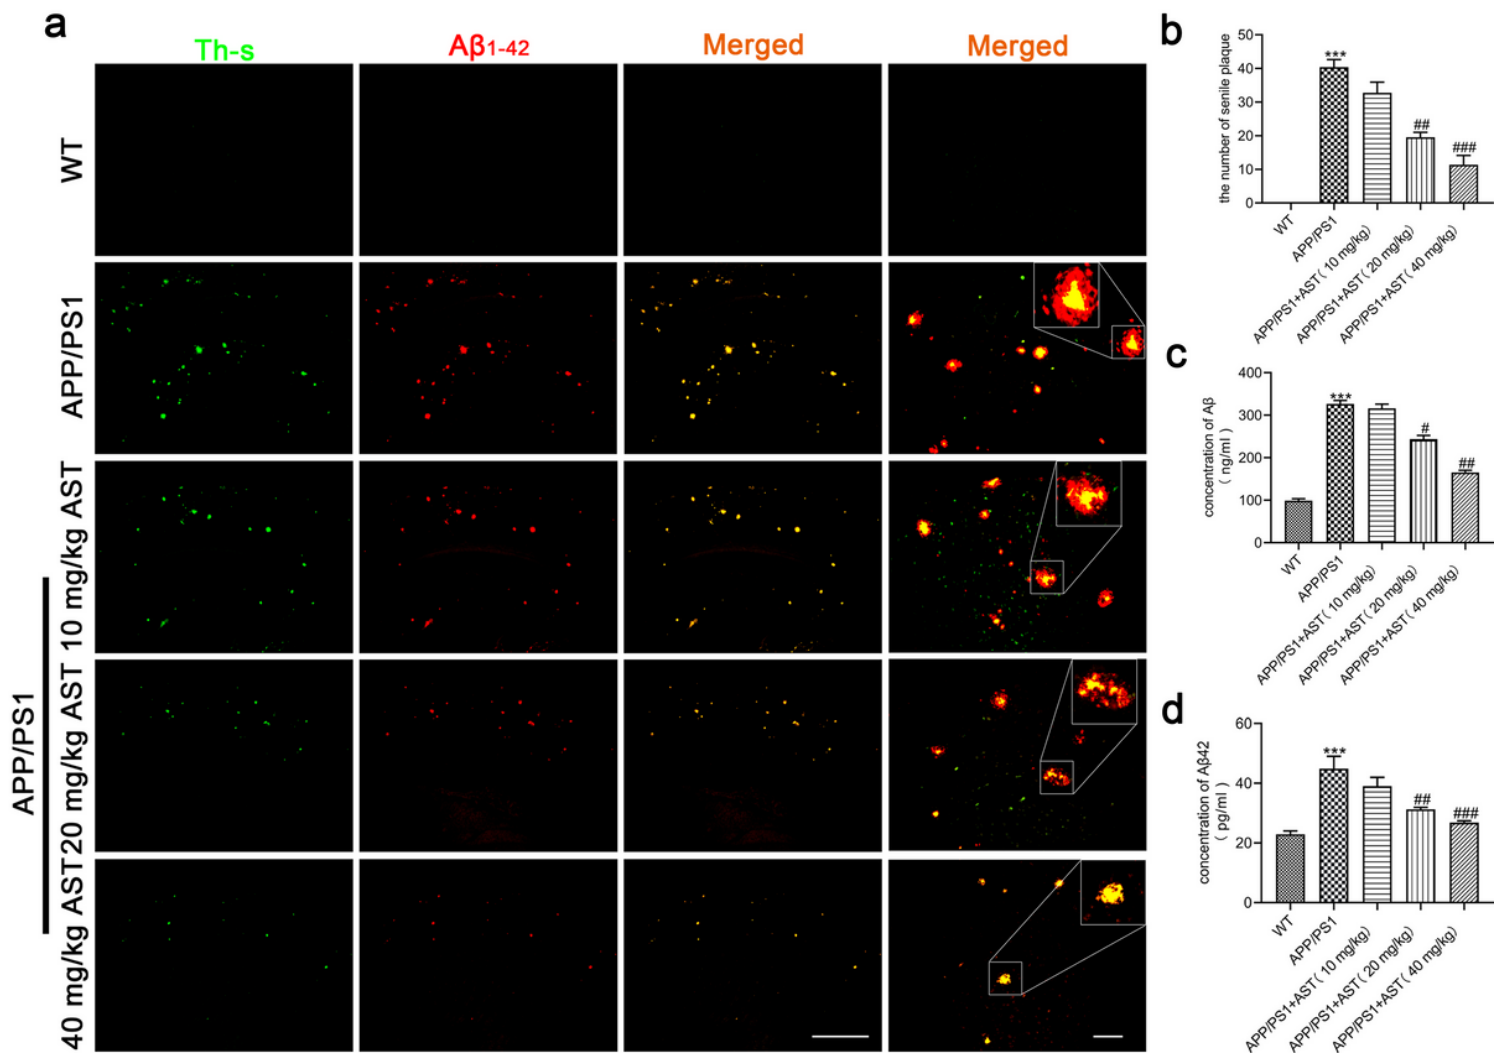 a
Th-s
Aβ1-42
Merged
Merged
WT
APP/PS1
10 mg/kg AST
20 mg/kg AST
40 mg/kg AST
APP/PS1
b
the number of senile plaque
50
40
30
20
10
0
***
##
###
WT
APP/PS1
APP/PS1+AST( 10 mg/kg)
APP/PS1+AST( 20 mg/kg)
APP/PS1+AST( 40 mg/kg)
c
concentration of Aβ
( ng/ml )
400
300
200
100
0
***
#
##
WT
APP/PS1
APP/PS1+AST( 10 mg/kg)
APP/PS1+AST( 20 mg/kg)
APP/PS1+AST( 40 mg/kg)
d
concentration of Aβ42
( pg/ml )
60
40
20
0
***
##
###
WT
APP/PS1
APP/PS1+AST( 10 mg/kg)
APP/PS1+AST( 20 mg/kg)
APP/PS1+AST( 40 mg/kg)